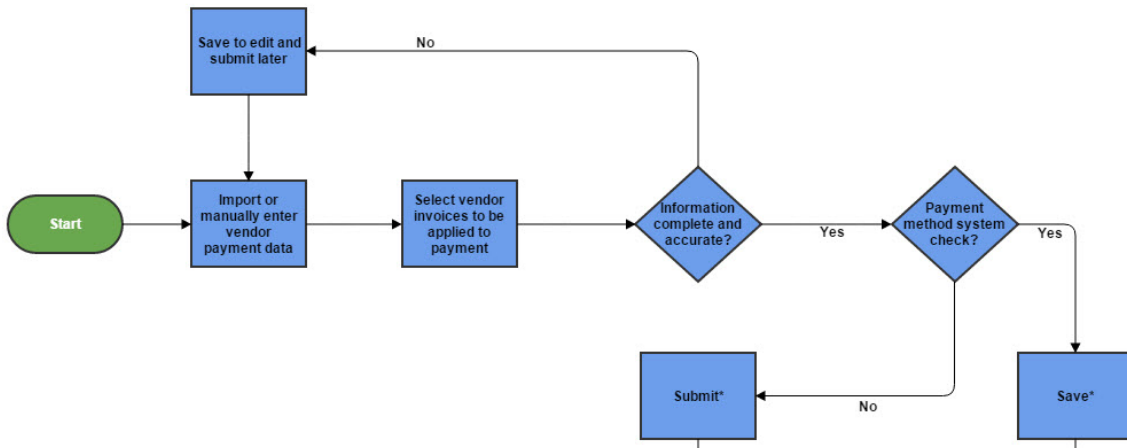 Save to edit and
submit later
No
Start
Import or
manually enter
vendor
payment data
Select vendor
invoices to be
applied to
payment
Information
complete and
accurate?
Yes
Payment
method system
check?
Yes
Submit*
No
Save*